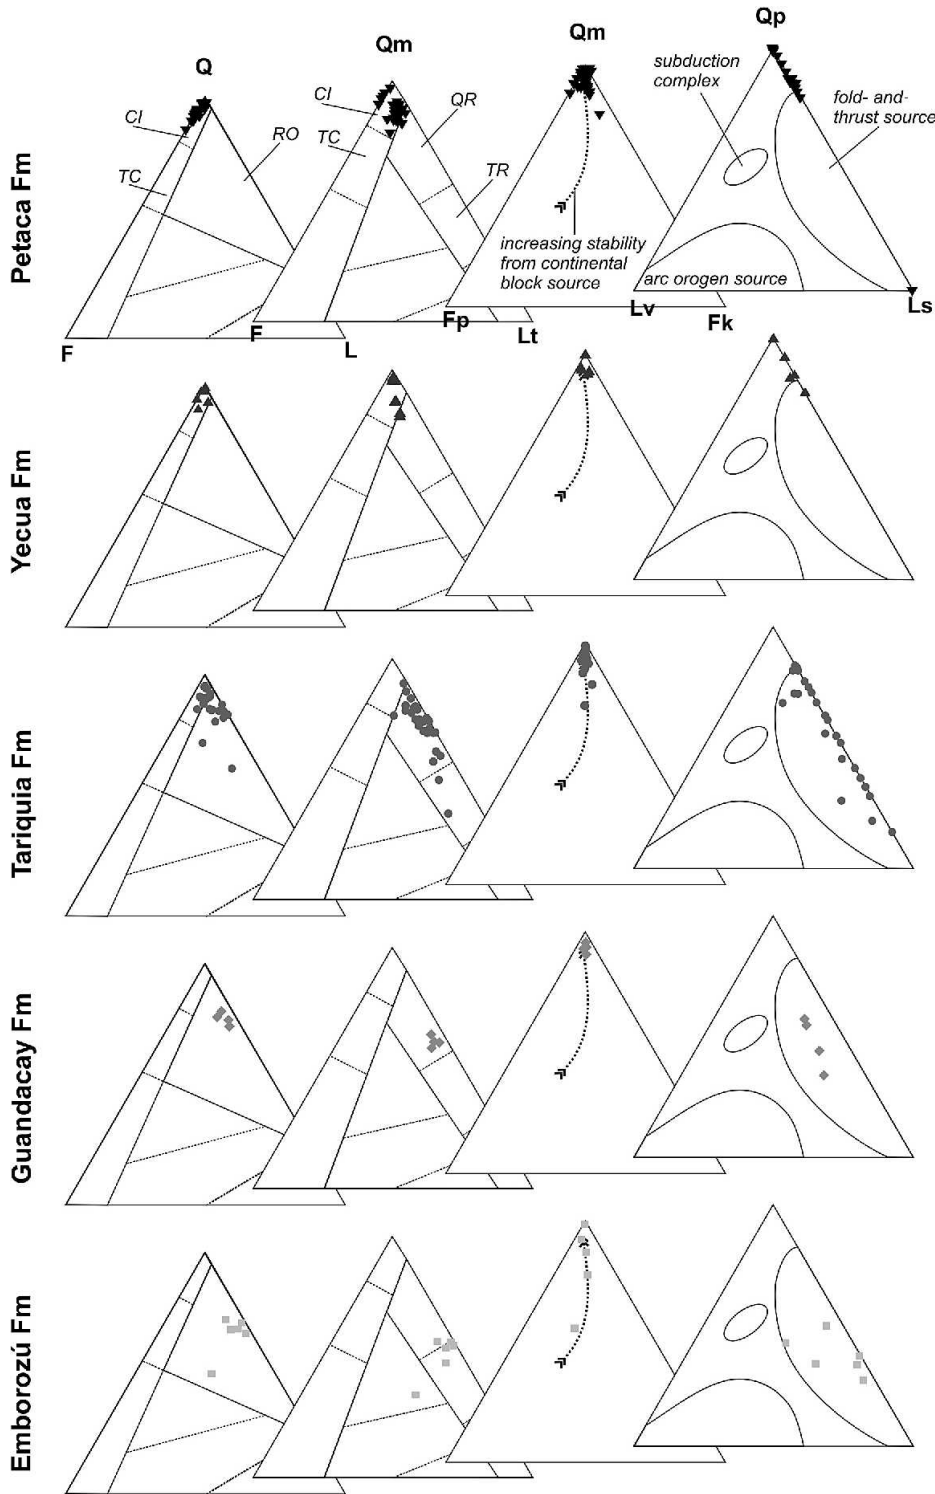 Qp
Qm
Qm
Q
subduction
complex
fold- and-
thrust source
CI
QR
CI
TC
RO
TR
TC
increasing stability
from continental
block source
arc orogen source
Petaca Fm
F
L
F
Lt
Fp
Fk
Lv
Ls
Yecua Fm
Tariquia Fm
Guandacay Fm
Emborozú Fm